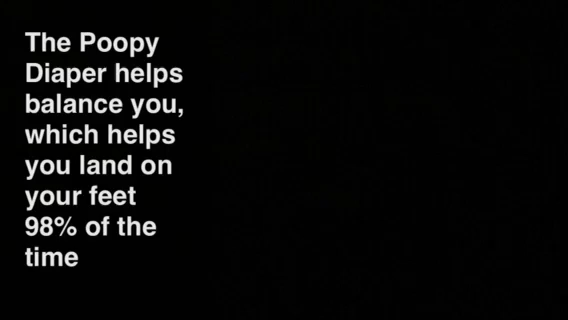 The Poopy
Diaper helps
balance you,
which helps
you land on
your feet
98% of the
time